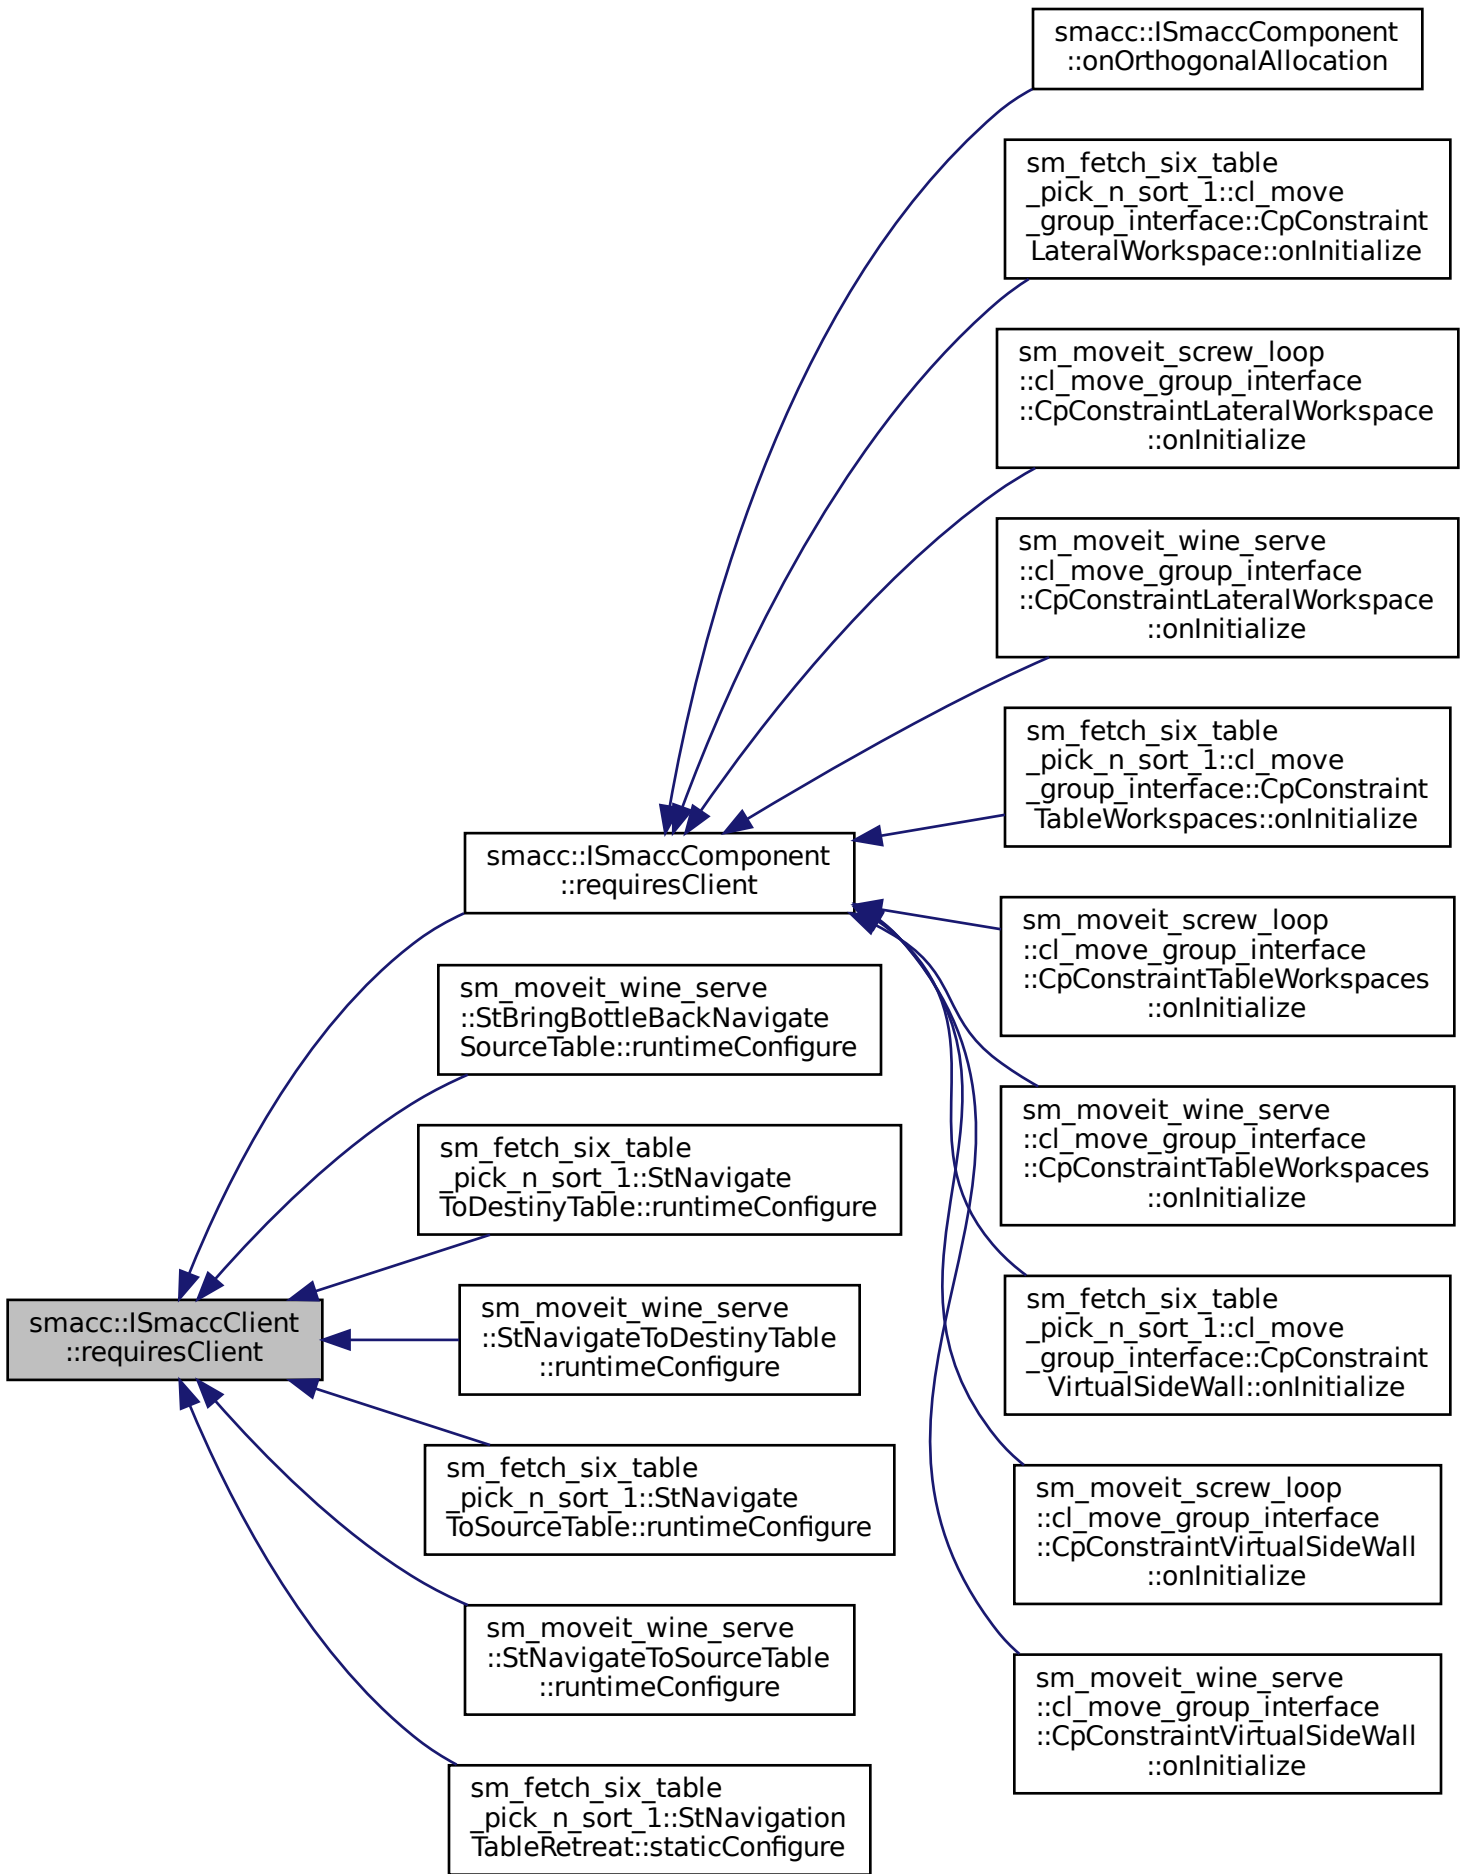 smacc::ISmaccComponent
::onOrthogonalAllocation
sm_fetch_six_table
_pick_n_sort_1::cl_move
_group_interface::CpConstraint
LateralWorkspace::onInitialize
sm_moveit_screw_loop
::cl_move_group_interface
::CpConstraintLateralWorkspace
::onInitialize
sm_moveit_wine_serve
::cl_move_group_interface
::CpConstraintLateralWorkspace
::onInitialize
sm_fetch_six_table
_pick_n_sort_1::cl_move
_group_interface::CpConstraint
TableWorkspaces::onInitialize
smacc::ISmaccComponent
::requiresClient
sm_moveit_screw_loop
::cl_move_group_interface
::CpConstraintTableWorkspaces
::onInitialize
sm_moveit_wine_serve
::StBringBottleBackNavigate
SourceTable::runtimeConfigure
sm_moveit_wine_serve
::cl_move_group_interface
::CpConstraintTableWorkspaces
::onInitialize
sm_fetch_six_table
_pick_n_sort_1::StNavigate
ToDestinyTable::runtimeConfigure
sm_fetch_six_table
_pick_n_sort_1::cl_move
_group_interface::CpConstraint
VirtualSideWall::onInitialize
smacc::ISmaccClient
::requiresClient
sm_moveit_wine_serve
::StNavigateToDestinyTable
::runtimeConfigure
sm_fetch_six_table
_pick_n_sort_1::StNavigate
ToSourceTable::runtimeConfigure
sm_moveit_screw_loop
::cl_move_group_interface
::CpConstraintVirtualSideWall
::onInitialize
sm_moveit_wine_serve
::StNavigateToSourceTable
::runtimeConfigure
sm_moveit_wine_serve
::cl_move_group_interface
::CpConstraintVirtualSideWall
::onInitialize
sm_fetch_six_table
_pick_n_sort_1::StNavigation
TableRetreat::staticConfigure